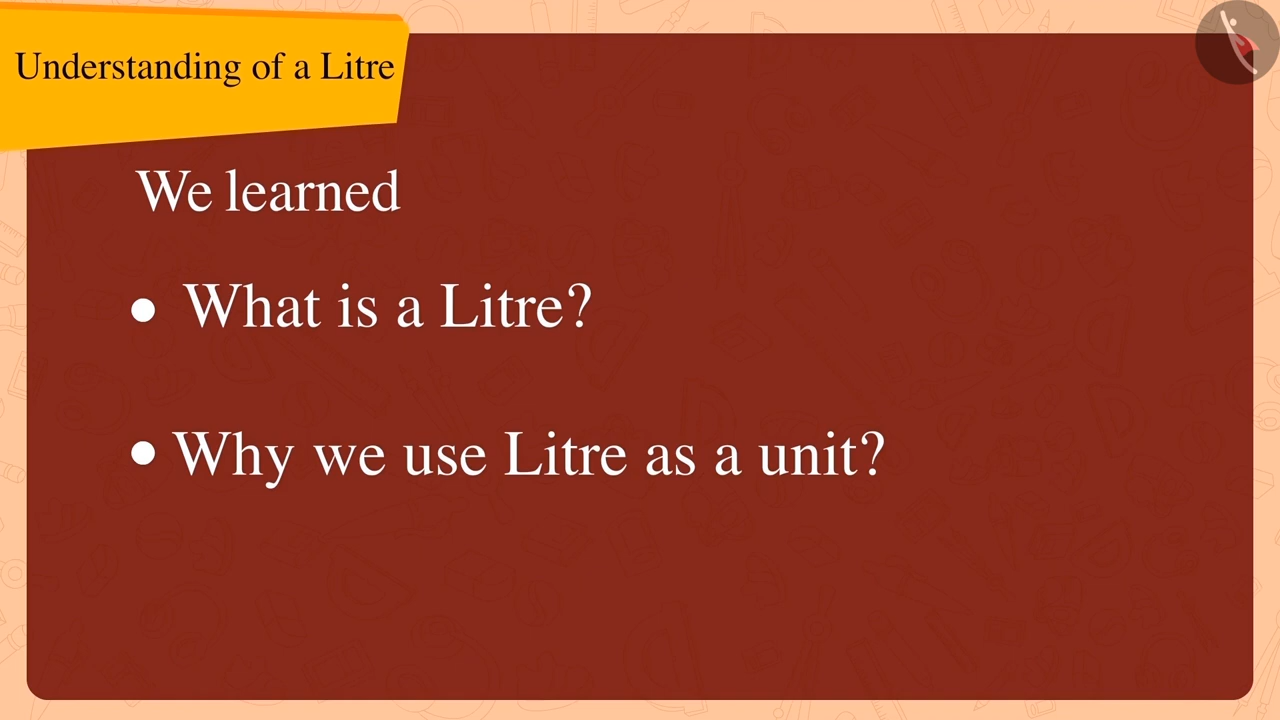 Understanding of a Litre
We learned
● What is a Litre?
● Why we use Litre as a unit?